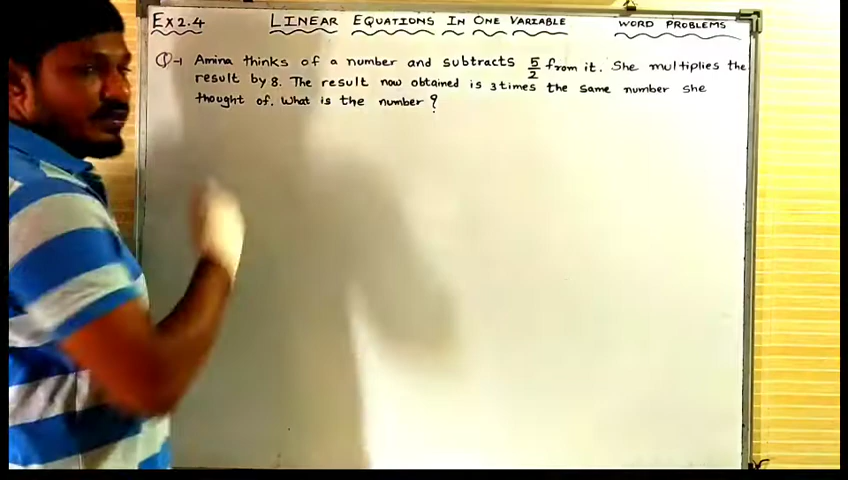 Ex 2.4 LINEAR EQUATIONS IN ONE VARIABLE WORD PROBLEMS
Q-1 Amina thinks of a number and subtracts 5/2 from it. She multiplies the
result by 8. The result now obtained is 3 times the same number she
thought of. What is the number?